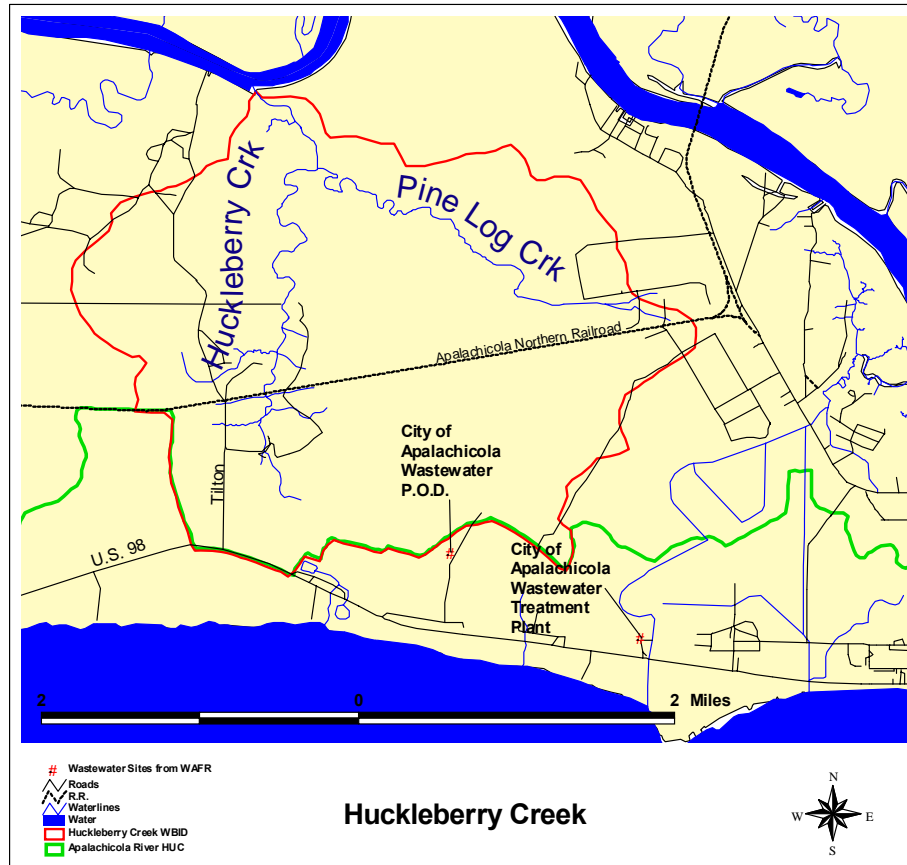 Huckleberry Crk
Pine Log Crk
Apalachicola Northern Railroad
City of
Apalachicola
Wastewater
P.O.D.
Tilton
U.S. 98
City of
Apalachicola
Wastewater
Treatment
Plant
2 0 2 Miles
# Wastewater Sites from WAFR
Roads
R.R.
Waterlines
Water
Huckleberry Creek WBID
Apalachicola River HUC
Huckleberry Creek
N
W E
S